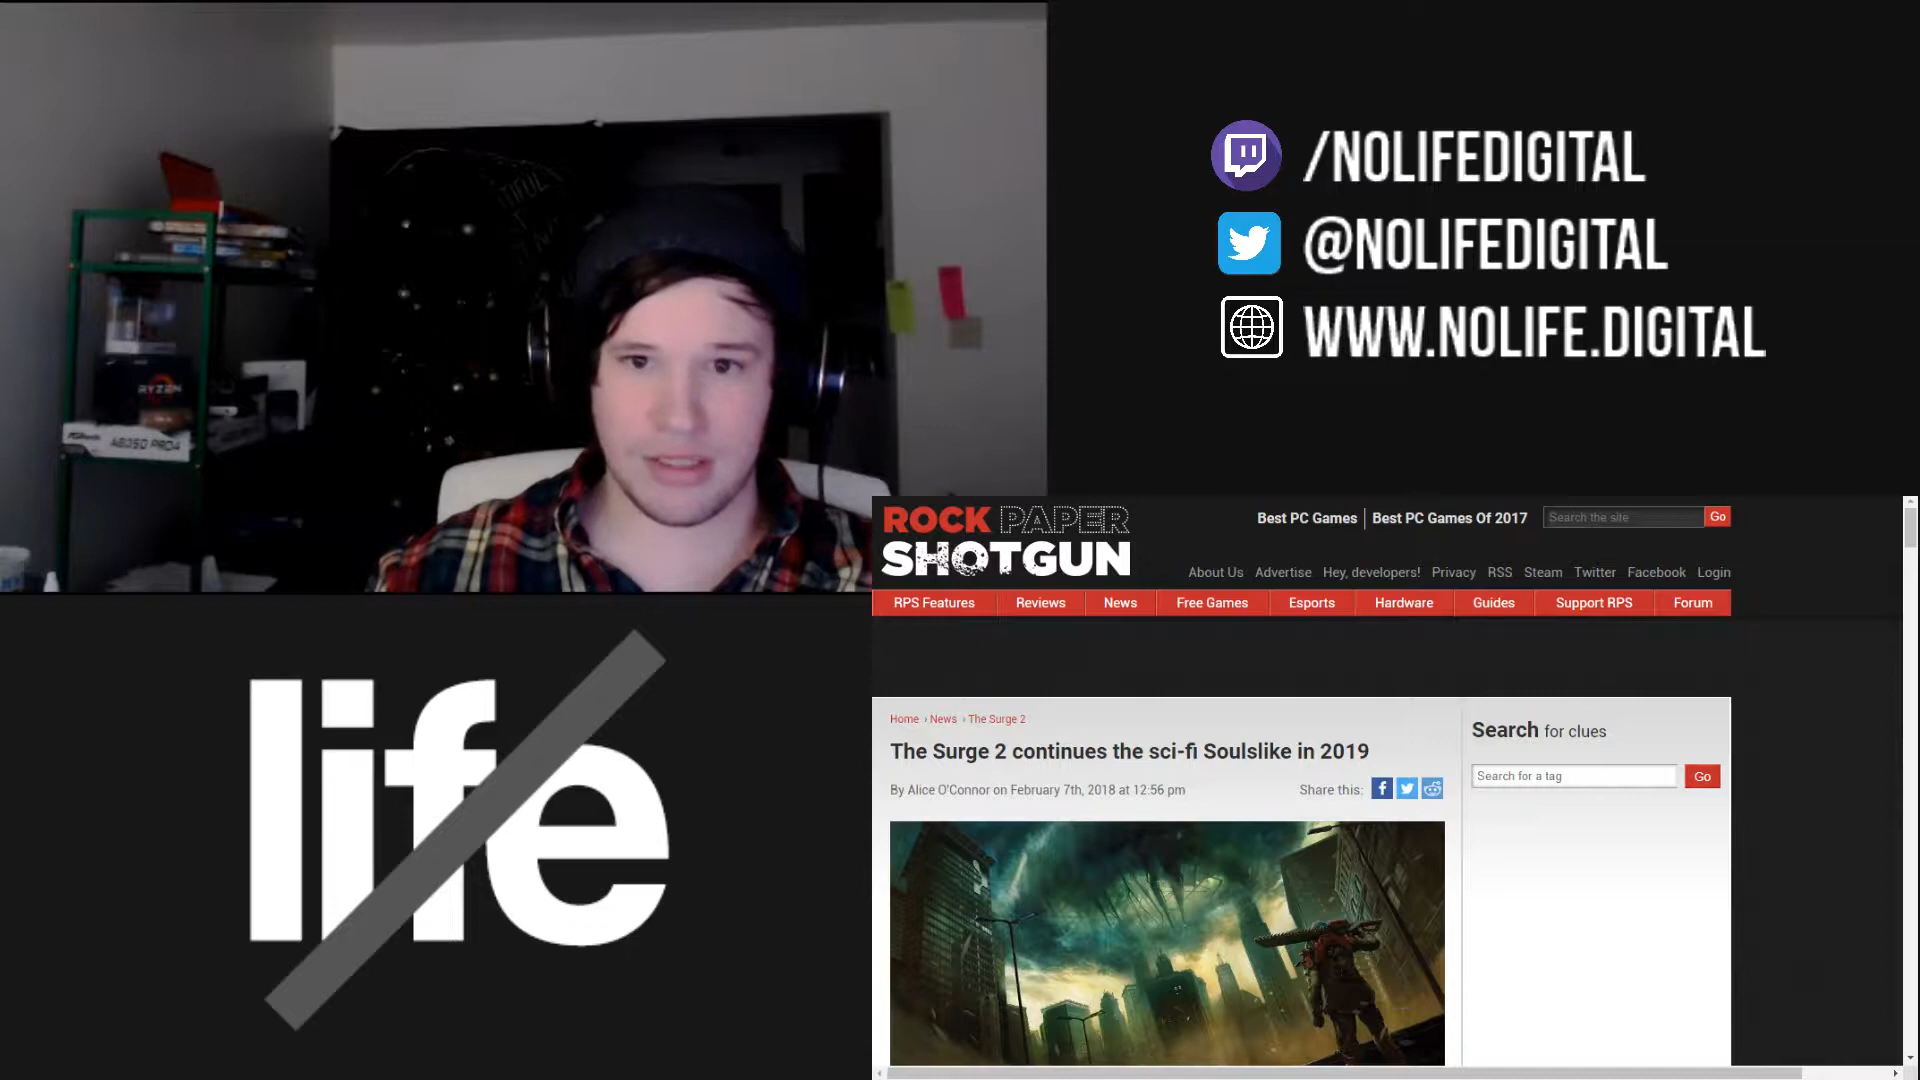 TIFUL
RYZEN
AB350 PRO4
/NOLIFEDIGITAL
@NOLIFEDIGITAL
WWW.NOLIFE.DIGITAL
life
ROCK PAPER
SHOTGUN
Best PC Games
Best PC Games Of 2017
Search the site
Go
About Us Advertise Hey, developers! Privacy RSS Steam Twitter Facebook Login
RPS Features Reviews News Free Games Esports Hardware Guides Support RPS Forum
Home › News › The Surge 2
The Surge 2 continues the sci-fi Soulslike in 2019
By Alice O'Connor on February 7th, 2018 at 12:56 pm
Share this:
Search for clues
Search for a tag
Go